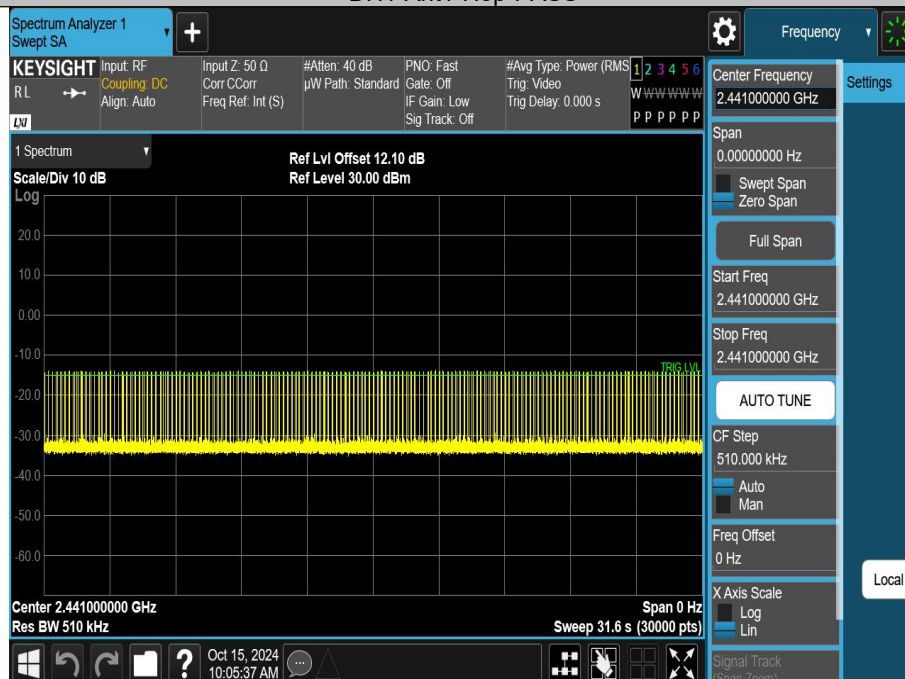 Spectrum Analyzer 1
Swept SA
Frequency
KEYSIGHT
RL
LXI
Input: RF
Coupling: DC
Align: Auto
Input Z: 50 Ω
Corr CCorr
Freq Ref: Int (S)
#Atten: 40 dB
µW Path: Standard
PNO: Fast
Gate: Off
IF Gain: Low
Sig Track: Off
#Avg Type: Power (RMS
Trig: Video
Trig Delay: 0.000 s
1 2 3 4 5 6
W W W W W W
P P P P P P
1 Spectrum
Scale/Div 10 dB
Log
Ref Lvl Offset 12.10 dB
Ref Level 30.00 dBm
20.0
10.0
0.00
-10.0
TRIG LVL
-20.0
-30.0
-40.0
-50.0
-60.0
Center 2.441000000 GHz
Span 0 Hz
Res BW 510 kHz
Sweep 31.6 s (30000 pts)
Center Frequency
2.441000000 GHz
Settings
Span
0.00000000 Hz
Swept Span
Zero Span
Full Span
Start Freq
2.441000000 GHz
Stop Freq
2.441000000 GHz
AUTO TUNE
CF Step
510.000 kHz
Auto
Man
Freq Offset
0 Hz
Local
X Axis Scale
Log
Lin
Signal Track
(Span Zoom)
?
Oct 15, 2024
10:05:37 AM